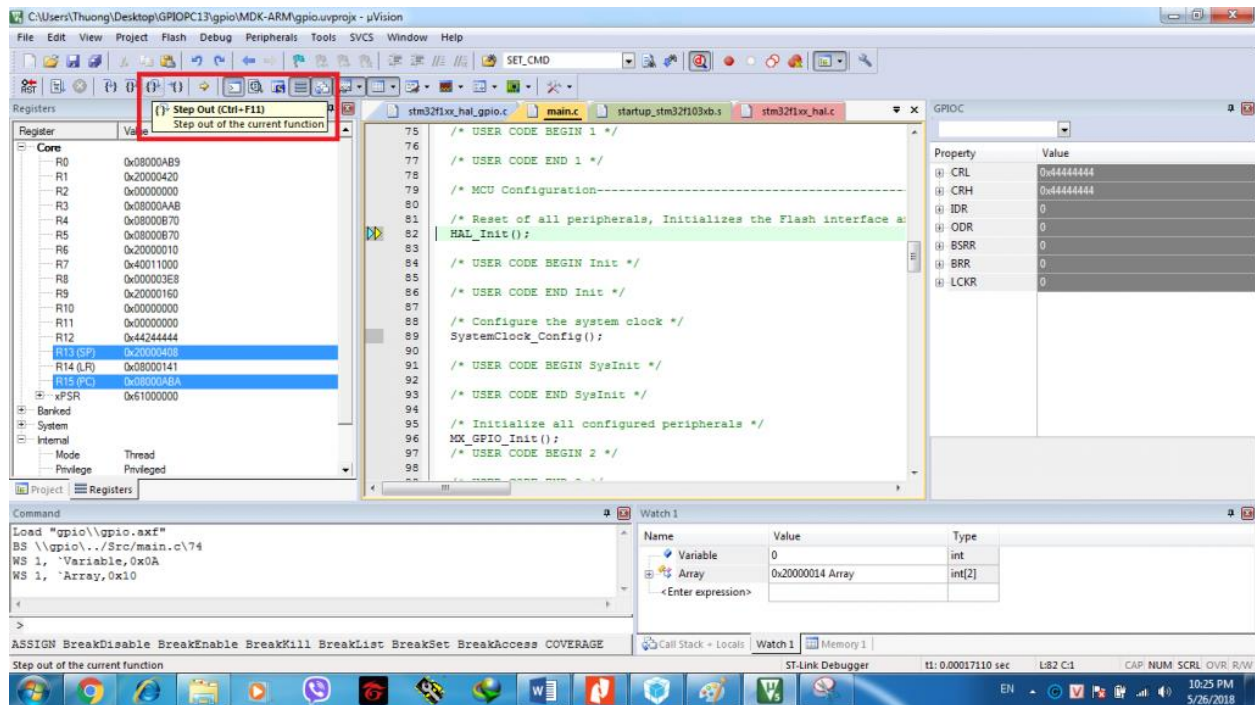 C:\Users\Thuong\Desktop\GPIOPC13\gpio\MDK-ARM\gpio.uvprojx - µVision
File Edit View Project Flash Debug Peripherals Tools SVCS Window Help
SET_CMD
Step Out (Ctrl+F11)
Step out of the current function
Registers
Register Value
Core
R0 0x08000AB9
R1 0x20000420
R2 0x00000000
R3 0x08000AAB
R4 0x08000B70
R5 0x08000B70
R6 0x20000010
R7 0x40011000
R8 0x000003E8
R9 0x20000160
R10 0x00000000
R11 0x00000000
R12 0x44244444
R13 (SP) 0x20000408
R14 (LR) 0x08000141
R15 (PC) 0x08000ABA
xPSR 0x61000000
Banked
System
Internal
Mode Thread
Privilege Privileged
Project Registers
stm32f1xx_hal_gpio.c main.c startup_stm32f103xb.s stm32f1xx_hal.c
75 /* USER CODE BEGIN 1 */
76
77 /* USER CODE END 1 */
78
79 /* MCU Configuration----------------------------------------
80
81 /* Reset of all peripherals, Initializes the Flash interface a
82 HAL_Init();
83
84 /* USER CODE BEGIN Init */
85
86 /* USER CODE END Init */
87
88 /* Configure the system clock */
89 SystemClock_Config();
90
91 /* USER CODE BEGIN SysInit */
92
93 /* USER CODE END SysInit */
94
95 /* Initialize all configured peripherals */
96 MX_GPIO_Init();
97 /* USER CODE BEGIN 2 */
98
GPIOC
Property Value
CRL 0x44444444
CRH 0x44444444
IDR 0
ODR 0
BSRR 0
BRR 0
LCKR 0
Command
Load "gpio\\gpio.axf"
BS \\gpio\../Src/main.c\74
WS 1, `Variable,0x0A
WS 1, `Array,0x10
>
ASSIGN BreakDisable BreakEnable BreakKill BreakList BreakSet BreakAccess COVERAGE
Watch 1
Name Value Type
Variable 0 int
Array 0x20000014 Array int[2]
<Enter expression>
Call Stack + Locals Watch 1 Memory 1
Step out of the current function ST-Link Debugger t1: 0.00017110 sec L:82 C:1 CAP NUM SCRL OVR R/W
EN 10:25 PM
5/26/2018